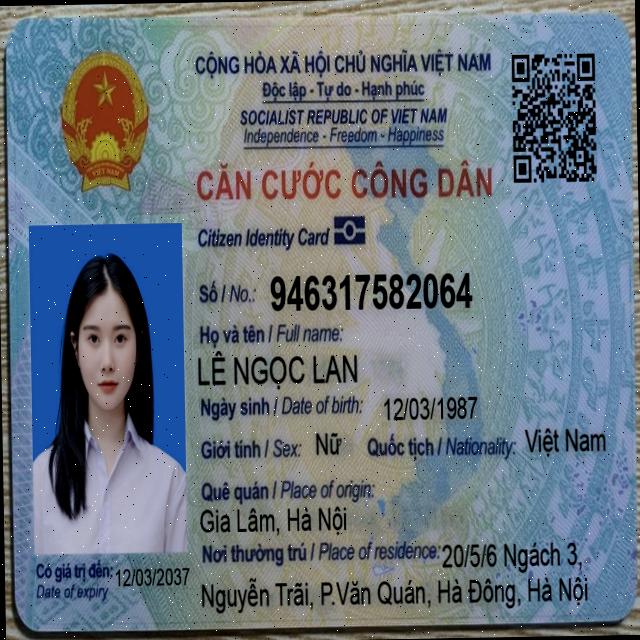 CỘNG HÒA XÃ HỘI CHỦ NGHĨA VIỆT NAM
Độc lập - Tự do - Hạnh phúc
SOCIALIST REPUBLIC OF VIET NAM
Independence - Freedom - Happiness
VIỆT NAM
CĂN CƯỚC CÔNG DÂN
Citizen Identity Card
Số / No.: 946317582064
Họ và tên / Full name:
LÊ NGỌC LAN
Ngày sinh / Date of birth: 12/03/1987
Giới tính / Sex: Nữ Quốc tịch / Nationality: Việt Nam
Quê quán / Place of origin:
Gia Lâm, Hà Nội
Nơi thường trú / Place of residence: 20/5/6 Ngách 3,
Nguyễn Trãi, P.Văn Quán, Hà Đông, Hà Nội
Có giá trị đến: 12/03/2037
Date of expiry